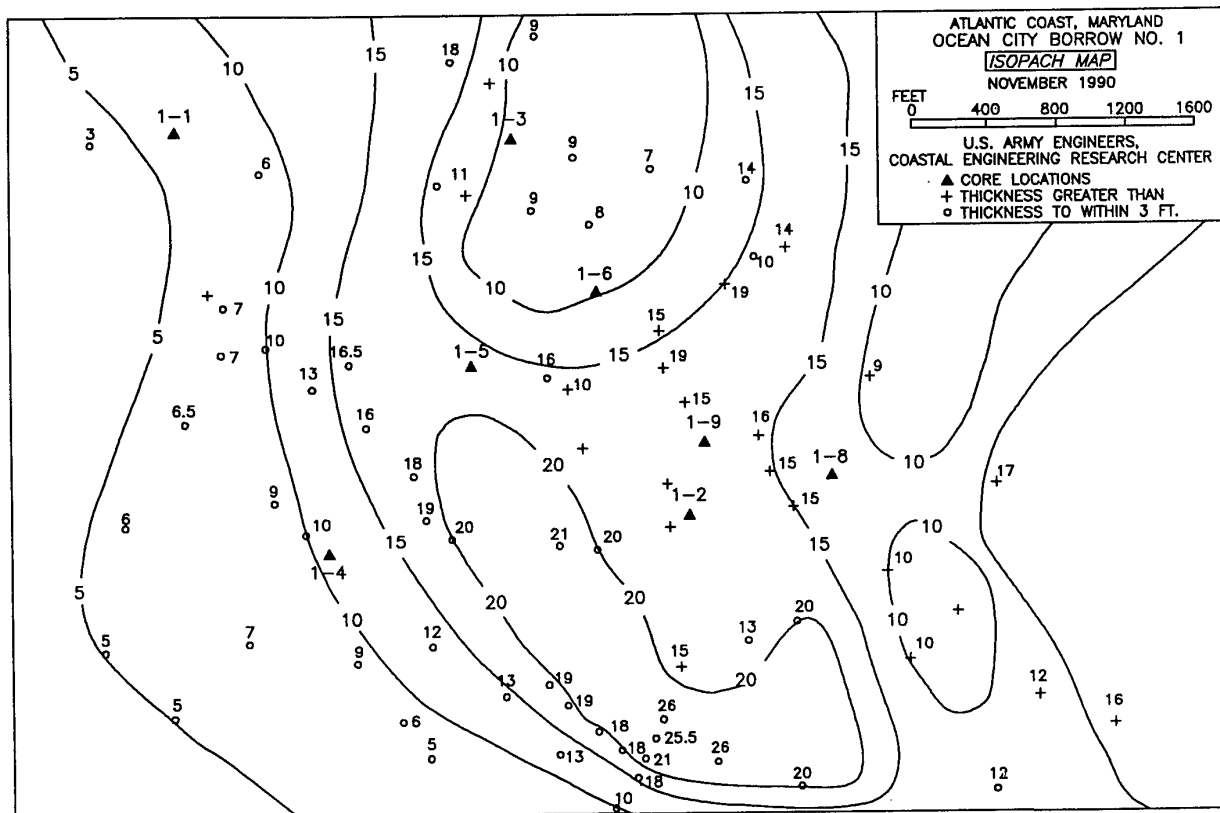 ATLANTIC COAST, MARYLAND
OCEAN CITY BORROW NO. 1
ISOPACH MAP
NOVEMBER 1990
FEET
0 400 800 1200 1600
U.S. ARMY ENGINEERS,
COASTAL ENGINEERING RESEARCH CENTER
▲ CORE LOCATIONS
+ THICKNESS GREATER THAN
o THICKNESS TO WITHIN 3 FT.
9
18
5 10 15 10
15
1-1 1-3
3 9 15
6 7 14
11 10
9 8
14
15 10
1-6
10 10 10 19 10
7 15
15
10 16.5 1-5 16 15 19 15
5 7 13 10 9
6.5 16 15 16
1-9
18 20 15 1-8 10 17
9 19 1-2 15
6 10 20 21 20 10
15 15
1-4 10
5 20 20 10
10 20
7 12 13
5 9 15 10
13 19 20 12
5 6 19 26 16
18 25.5
5 13 18 21 26
18 20 12
10